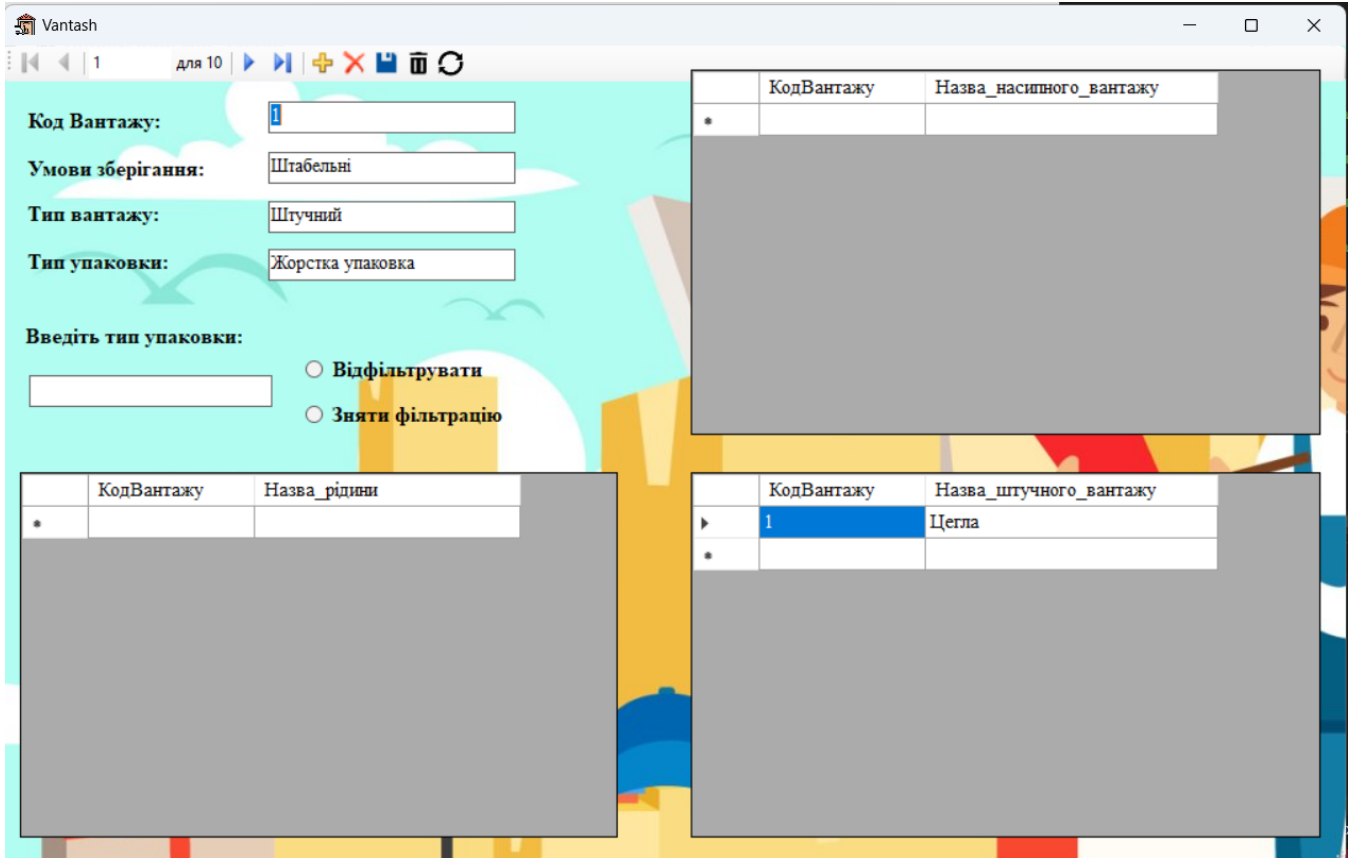 Vantash
1 для 10
Код Вантажу: 1
Умови зберігання: Штабельні
Тип вантажу: Штучний
Тип упаковки: Жорстка упаковка
Введіть тип упаковки:
Відфільтрувати
Зняти фільтрацію
КодВантажу Назва_насипного_вантажу
КодВантажу Назва_рідини
КодВантажу Назва_штучного_вантажу
1 Цегла